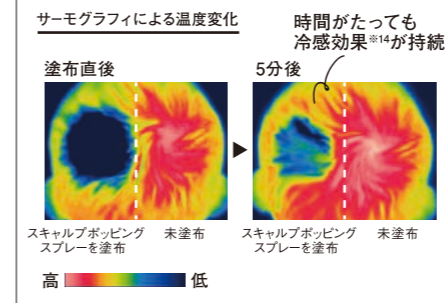 サーモグラフィによる温度変化
時間がたっても
冷感効果※14が持続
塗布直後
5分後
スキャルプポッピング
スプレーを塗布
未塗布
スキャルプポッピング
スプレーを塗布
未塗布
高
低